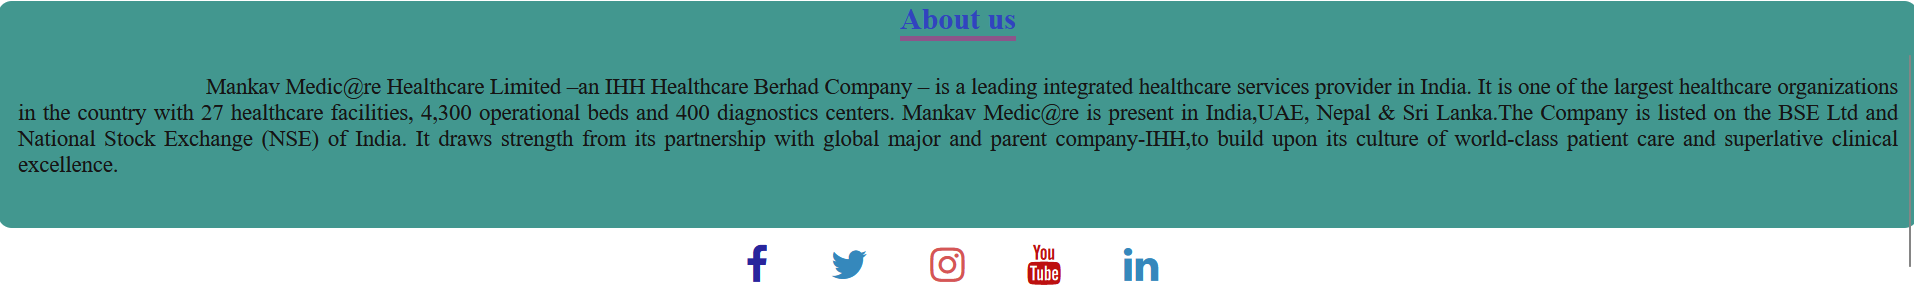 About us
Mankav Medic@re Healthcare Limited –an IHH Healthcare Berhad Company – is a leading integrated healthcare services provider in India. It is one of the largest healthcare organizations
in the country with 27 healthcare facilities, 4,300 operational beds and 400 diagnostics centers. Mankav Medic@re is present in India,UAE, Nepal & Sri Lanka.The Company is listed on the BSE Ltd and
National Stock Exchange (NSE) of India. It draws strength from its partnership with global major and parent company-IHH,to build upon its culture of world-class patient care and superlative clinical
excellence.
You
Tube